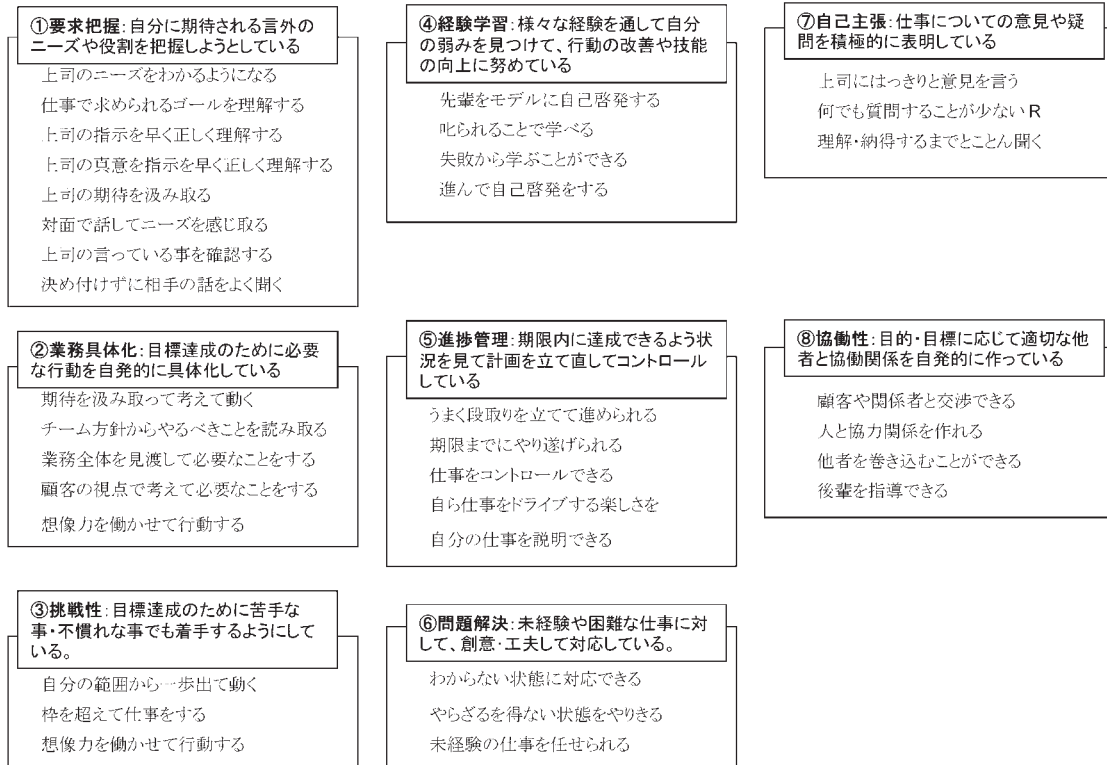 ①要求把握:自分に期待される言外の
ニーズや役割を把握しようとしている
上司のニーズをわかるようになる
仕事で求められるゴールを理解する
上司の指示を早く正しく理解する
上司の真意を指示を早く正しく理解する
上司の期待を汲み取る
対面で話してニーズを感じ取る
上司の言っている事を確認する
決め付けずに相手の話をよく聞く
②業務具体化:目標達成のために必要
な行動を自発的に具体化している
期待を汲み取って考えて動く
チーム方針からやるべきことを読み取る
業務全体を見渡して必要なことをする
顧客の視点で考えて必要なことをする
想像力を働かせて行動する
③挑戦性:目標達成のために苦手な
事・不慣れな事でも着手するようにして
いる。
自分の範囲から一歩出て動く
枠を超えて仕事をする
想像力を働かせて行動する
④経験学習:様々な経験を通して自分
の弱みを見つけて、行動の改善や技能
の向上に努めている
先輩をモデルに自己啓発する
叱られることで学べる
失敗から学ぶことができる
進んで自己啓発をする
⑤進捗管理:期限内に達成できるよう状
況を見て計画を立て直してコントロール
している
うまく段取りを立てて進められる
期限までにやり遂げられる
仕事をコントロールできる
自ら仕事をドライブする楽しさを
自分の仕事を説明できる
⑥問題解決:未経験や困難な仕事に対
して、創意・工夫して対応している。
わからない状態に対応できる
やらざるを得ない状態をやりきる
未経験の仕事を任せられる
⑦自己主張:仕事についての意見や疑
問を積極的に表明している
上司にはっきりと意見を言う
何でも質問することが少ない R
理解・納得するまでとことん聞く
⑧協働性:目的・目標に応じて適切な他
者と協働関係を自発的に作っている
顧客や関係者と交渉できる
人と協力関係を作れる
他者を巻き込むことができる
後輩を指導できる